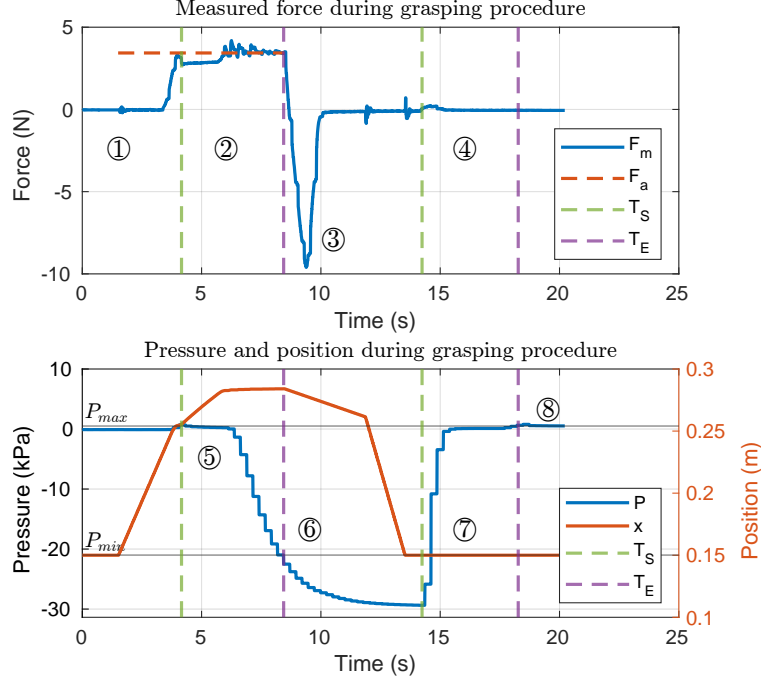 Measured force during grasping procedure
5
0
-5
-10
Force (N)
① ② ③ ④
F_m
F_a
T_S
T_E
0 5 10 15 20 25
Time (s)
Pressure and position during grasping procedure
10
0
-10
-20
-30
Pressure (kPa)
P_max
P_min
⑤ ⑥ ⑦ ⑧
P
x
T_S
T_E
0.3
0.25
0.2
0.15
0.1
Position (m)
0 5 10 15 20 25
Time (s)